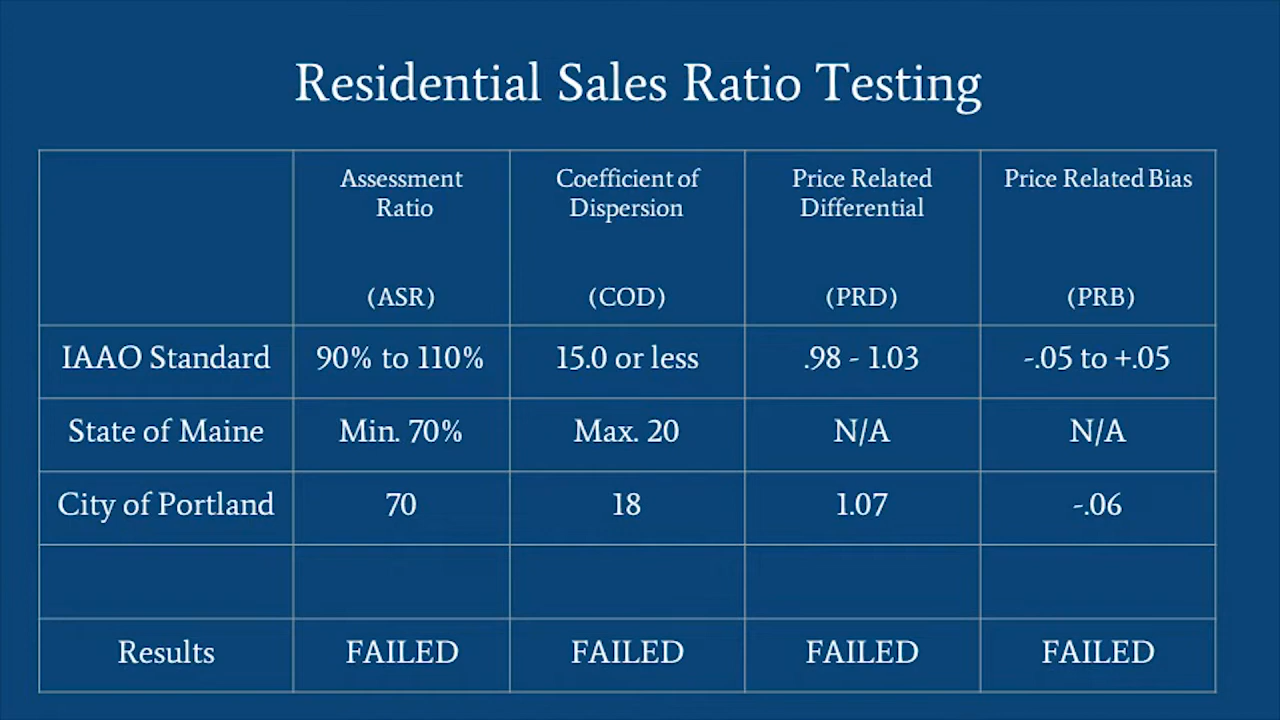 Residential Sales Ratio Testing
Assessment Ratio (ASR)
Coefficient of Dispersion (COD)
Price Related Differential (PRD)
Price Related Bias (PRB)
IAAO Standard 90% to 110% 15.0 or less .98 - 1.03 -.05 to +.05
State of Maine Min. 70% Max. 20 N/A N/A
City of Portland 70 18 1.07 -.06
Results FAILED FAILED FAILED FAILED